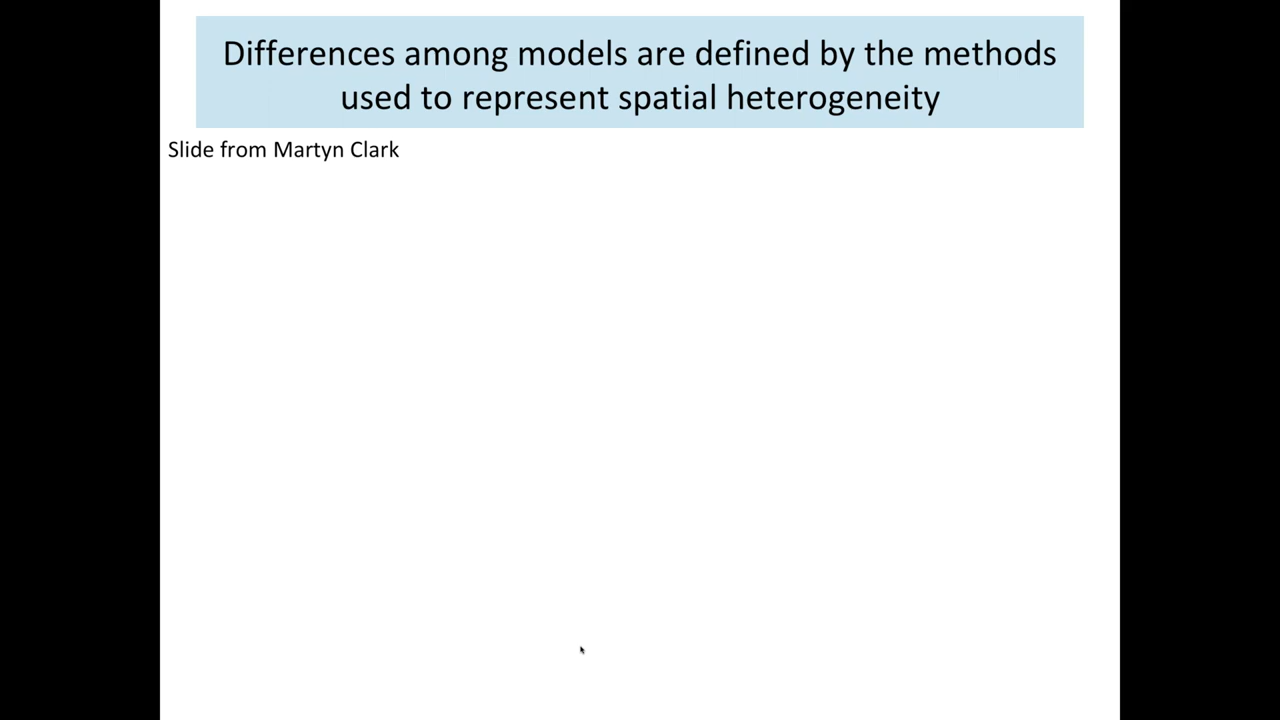 Differences among models are defined by the methods
used to represent spatial heterogeneity
Slide from Martyn Clark